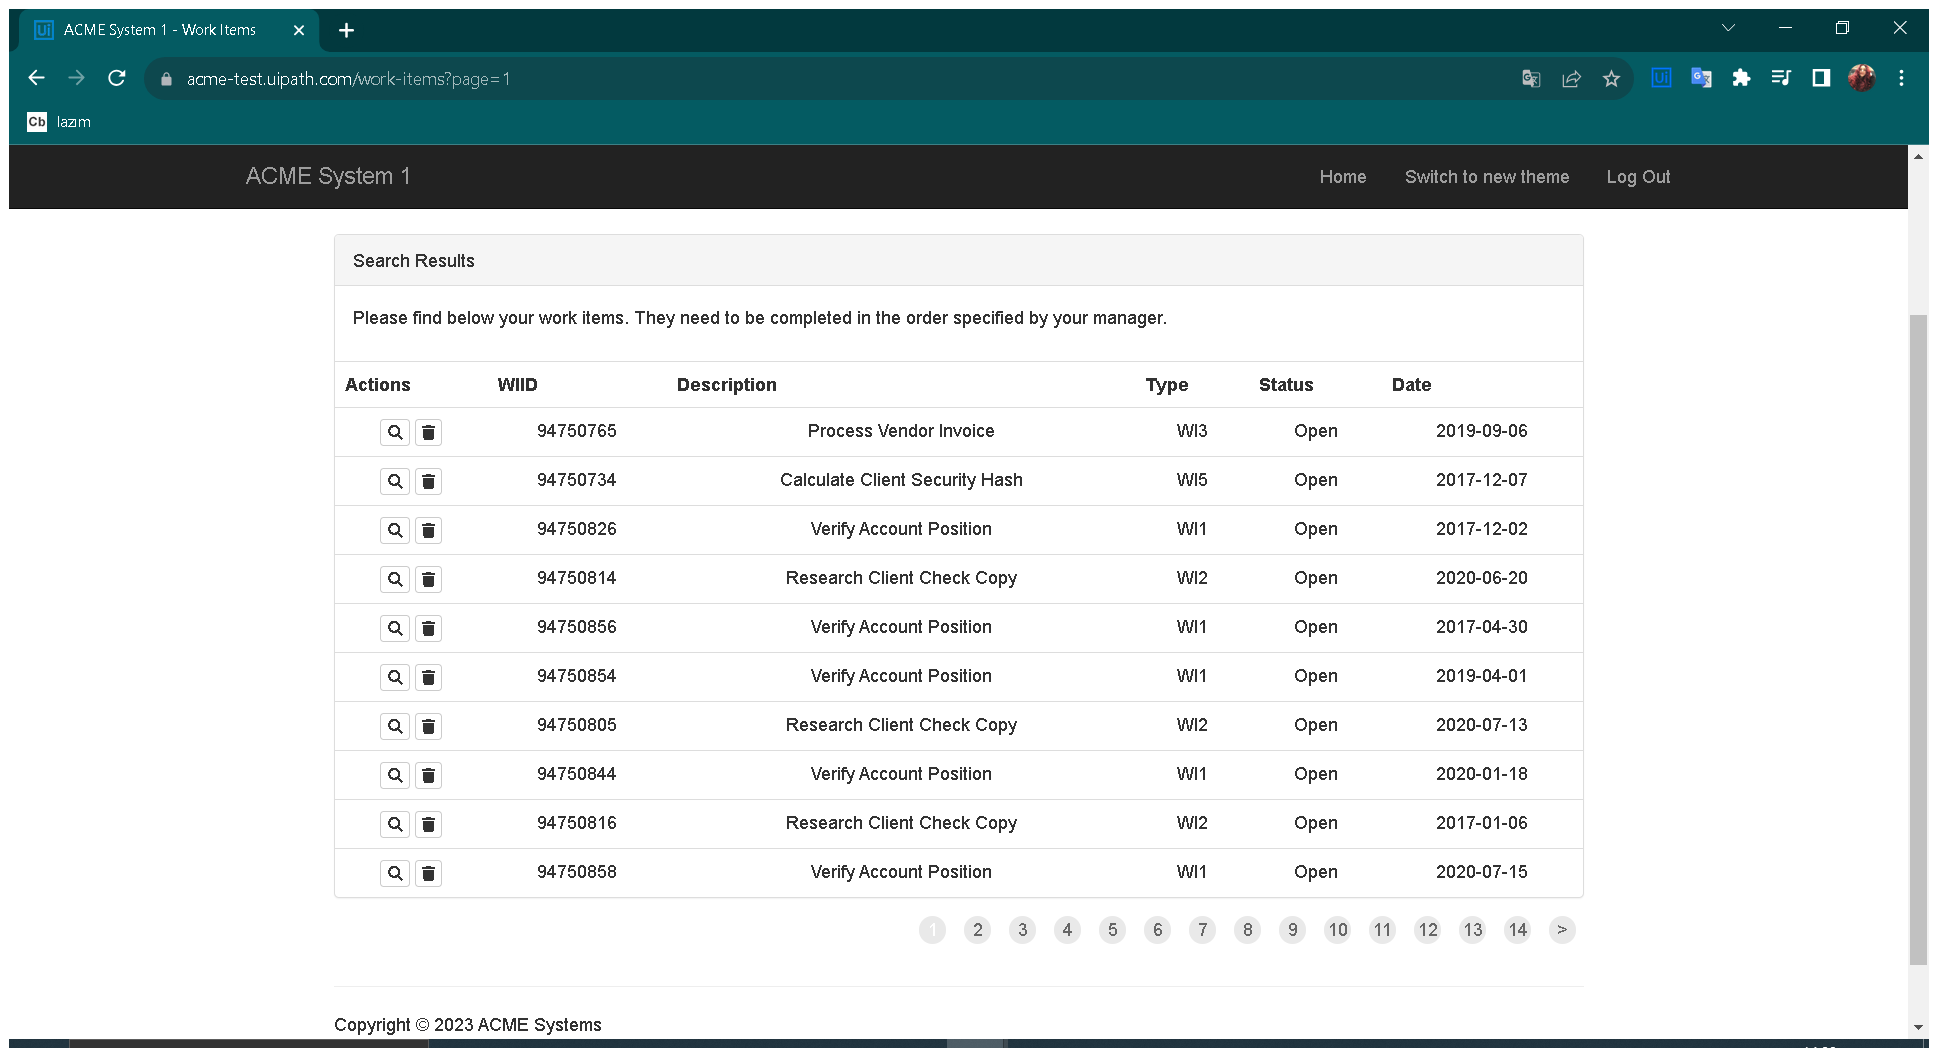 Ui ACME System 1 - Work Items
acme-test.uipath.com/work-items?page=1
Cb lazım
ACME System 1 Home Switch to new theme Log Out
Search Results
Please find below your work items. They need to be completed in the order specified by your manager.
Actions WIID Description Type Status Date
94750765 Process Vendor Invoice WI3 Open 2019-09-06
94750734 Calculate Client Security Hash WI5 Open 2017-12-07
94750826 Verify Account Position WI1 Open 2017-12-02
94750814 Research Client Check Copy WI2 Open 2020-06-20
94750856 Verify Account Position WI1 Open 2017-04-30
94750854 Verify Account Position WI1 Open 2019-04-01
94750805 Research Client Check Copy WI2 Open 2020-07-13
94750844 Verify Account Position WI1 Open 2020-01-18
94750816 Research Client Check Copy WI2 Open 2017-01-06
94750858 Verify Account Position WI1 Open 2020-07-15
1 2 3 4 5 6 7 8 9 10 11 12 13 14 >
Copyright © 2023 ACME Systems